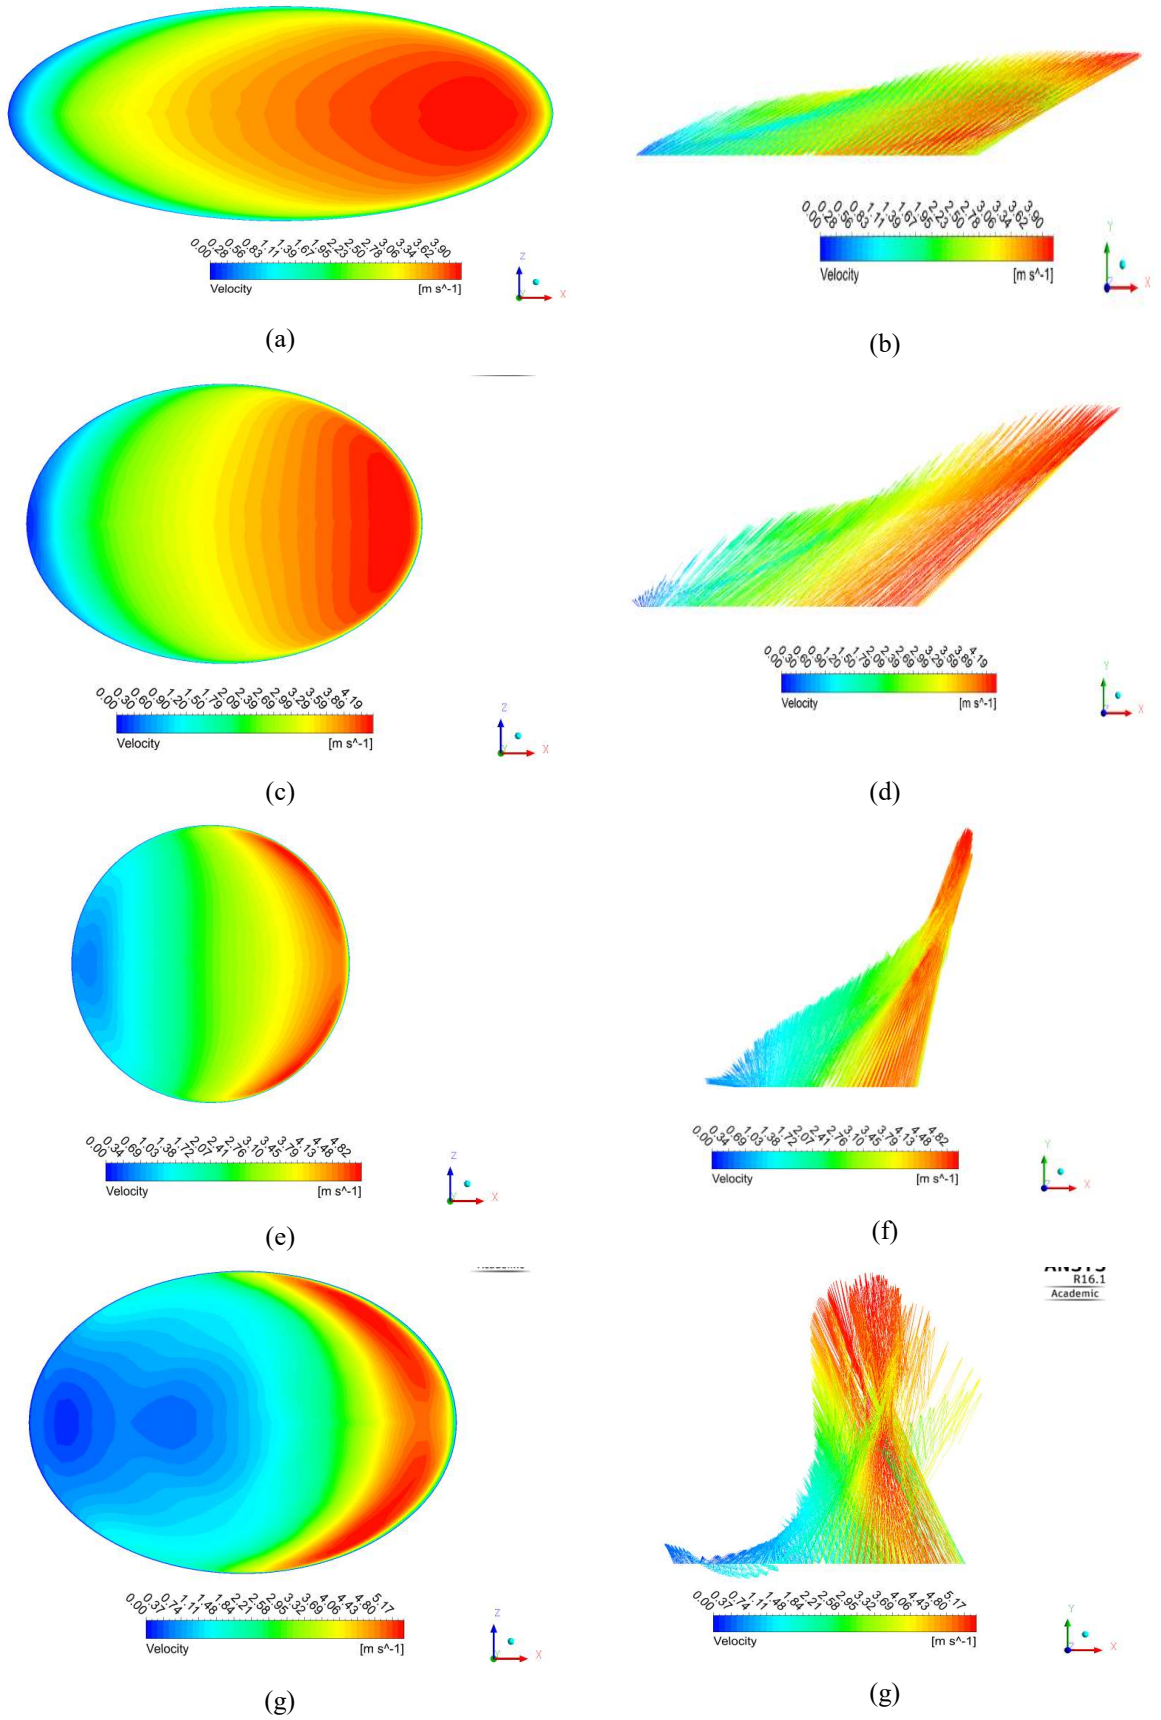 0.00 0.28 0.56 0.83 1.11 1.39 1.67 1.95 2.23 2.50 2.78 3.06 3.34 3.62 3.90
Velocity [m s^-1]
Z
Y
X
(a)
0.00 0.28 0.56 0.83 1.11 1.39 1.67 1.95 2.23 2.50 2.78 3.06 3.34 3.62 3.90
Velocity [m s^-1]
Y
Z
X
(b)
0.00 0.30 0.60 0.90 1.20 1.50 1.79 2.09 2.39 2.69 2.99 3.29 3.59 3.89 4.19
Velocity [m s^-1]
Z
Y
X
(c)
0.00 0.30 0.60 0.90 1.20 1.50 1.79 2.09 2.39 2.69 2.99 3.29 3.59 3.89 4.19
Velocity [m s^-1]
Y
Z
X
(d)
0.00 0.34 0.69 1.03 1.38 1.72 2.07 2.41 2.76 3.10 3.45 3.79 4.13 4.48 4.82
Velocity [m s^-1]
Z
Y
X
(e)
0.00 0.34 0.69 1.03 1.38 1.72 2.07 2.41 2.76 3.10 3.45 3.79 4.13 4.48 4.82
Velocity [m s^-1]
Y
Z
X
(f)
Academic
0.00 0.37 0.74 1.11 1.48 1.84 2.21 2.58 2.95 3.32 3.69 4.06 4.43 4.80 5.17
Velocity [m s^-1]
Z
Y
X
(g)
ANSYS
R16.1
Academic
0.00 0.37 0.74 1.11 1.48 1.84 2.21 2.58 2.95 3.32 3.69 4.06 4.43 4.80 5.17
Velocity [m s^-1]
Y
Z
X
(g)